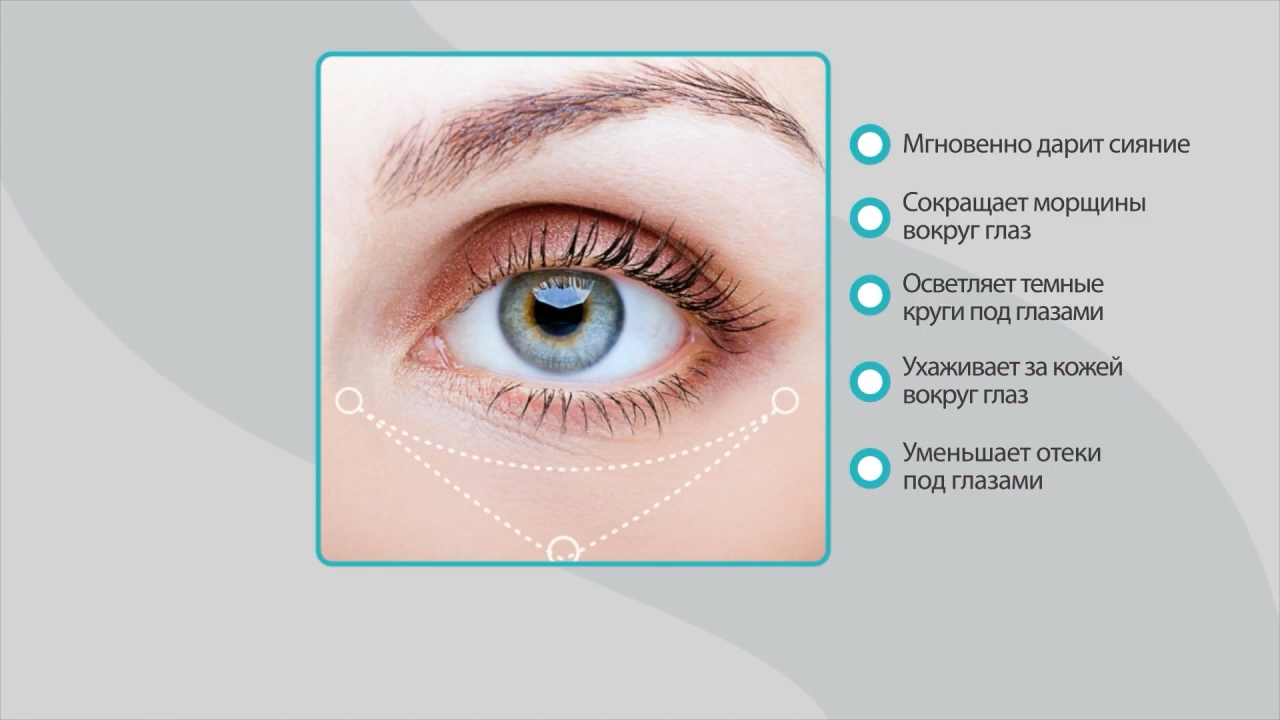 Мгновенно дарит сияние
Сокращает морщины
вокруг глаз
Осветляет темные
круги под глазами
Ухаживает за кожей
вокруг глаз
Уменьшает отеки
под глазами